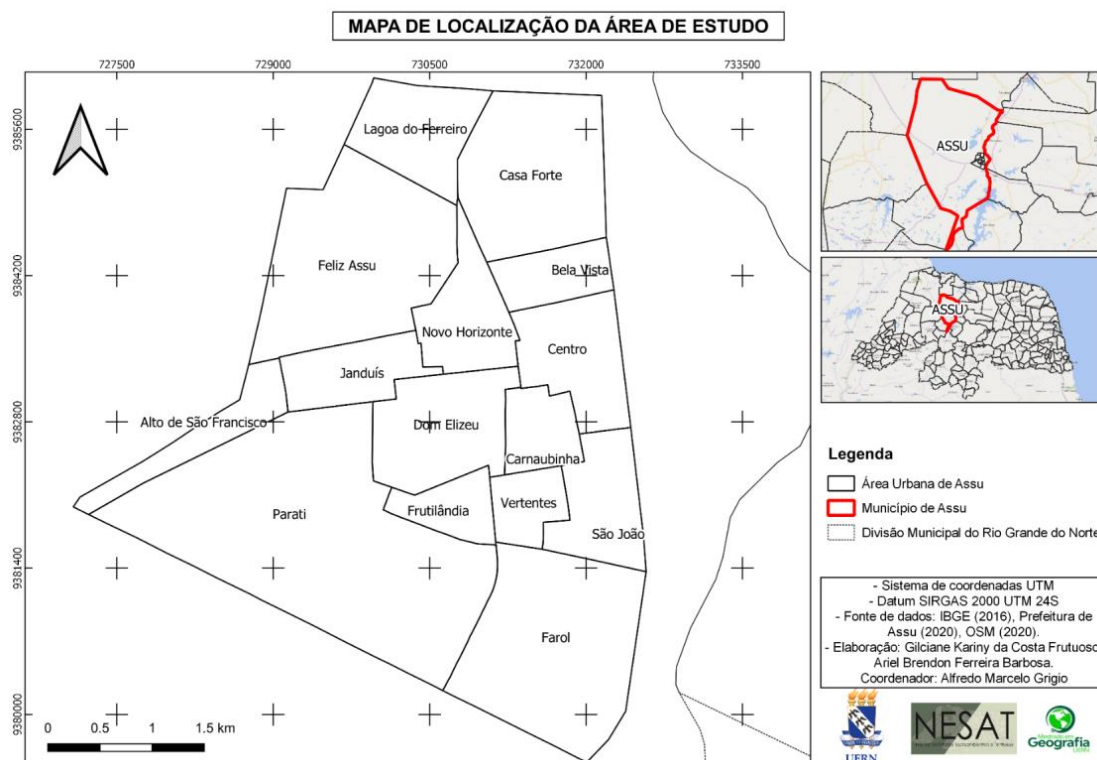 MAPA DE LOCALIZAÇÃO DA ÁREA DE ESTUDO
727500
729000
730500
732000
733500
9385600
9384200
9382800
9381400
9380000
Lagoa do Ferreiro
Casa Forte
Feliz Assu
Bela Vista
Novo Horizonte
Centro
Janduís
Alto de São Francisco
Dom Elizeu
Carnaubinha
Parati
Frutilândia
Vertentes
São João
Farol
0 0.5 1 1.5 km
ASSU
ASSU
Legenda
Área Urbana de Assu
Município de Assu
Divisão Municipal do Rio Grande do Norte
- Sistema de coordenadas UTM
- Datum SIRGAS 2000 UTM 24S
- Fonte de dados: IBGE (2016), Prefeitura de
Assu (2020), OSM (2020).
- Elaboração: Gilciane Kariny da Costa Frutuoso
Ariel Brendon Ferreira Barbosa.
Coordenador: Alfredo Marcelo Grigio
UERN
NESAT
Mestrado em
Geografia
UERN